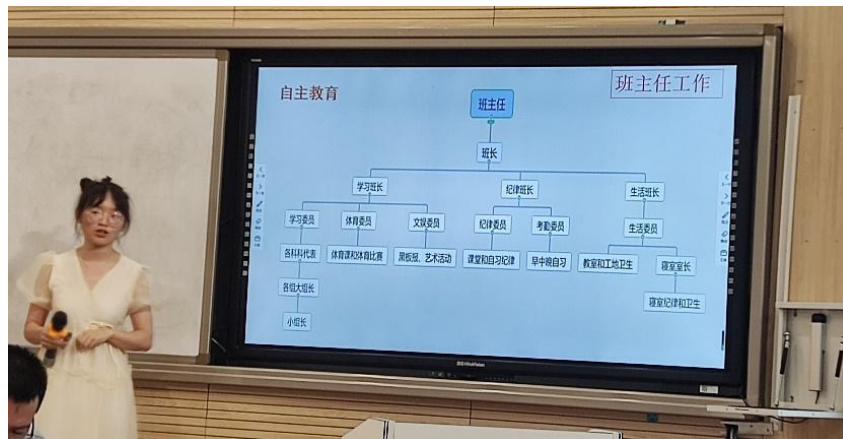 自主教育
班主任工作
班主任
班长
学习班长
纪律班长
生活班长
学习委员
体育委员
文娱委员
纪律委员
考勤委员
生活委员
各科科代表
体育课和体育比赛
黑板报、艺术活动
课堂和自习纪律
早中晚自习
教室和工地卫生
寝室室长
各组大组长
寝室纪律和卫生
小组长